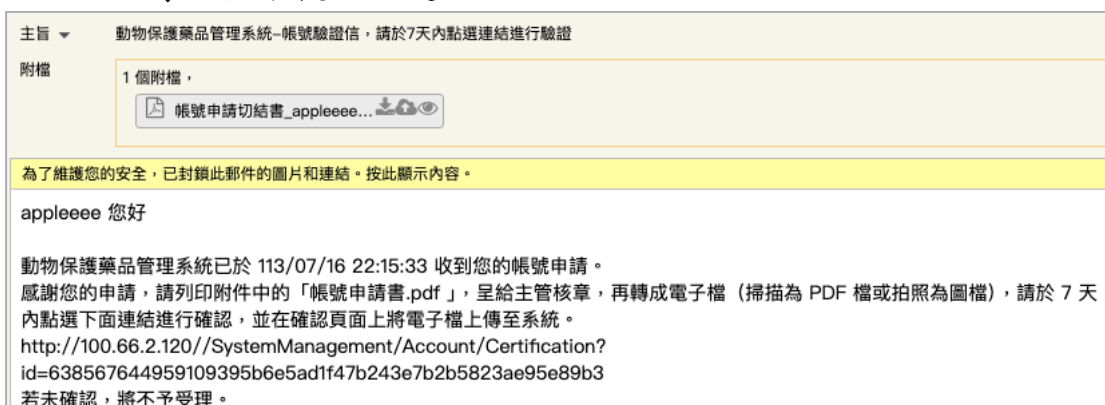 主旨 動物保護藥品管理系統–帳號驗證信，請於7天內點選連結進行驗證
附檔 1 個附檔，
帳號申請切結書_appleeee...
為了維護您的安全，已封鎖此郵件的圖片和連結。按此顯示內容。
appleeee 您好
動物保護藥品管理系統已於 113/07/16 22:15:33 收到您的帳號申請。
感謝您的申請，請列印附件中的「帳號申請書.pdf 」，呈給主管核章，再轉成電子檔（掃描為 PDF 檔或拍照為圖檔），請於 7 天
內點選下面連結進行確認，並在確認頁面上將電子檔上傳至系統。
http://100.66.2.120//SystemManagement/Account/Certification?
id=638567644959109395b6e5ad1f47b243e7b2b5823ae95e89b3
若未確認，將不予受理。